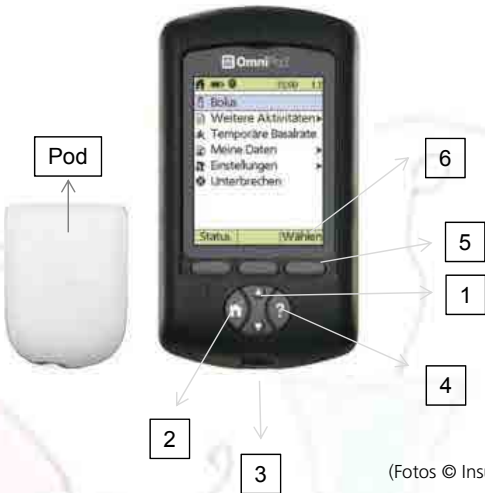 OmniPod
Bolus
Weitere Aktivitäten
Temporäre Basalrate
Meine Daten
Einstellungen
Unterbrechen
Status
Wählen
Pod
6
5
1
?
4
2
3
(Fotos © Insu